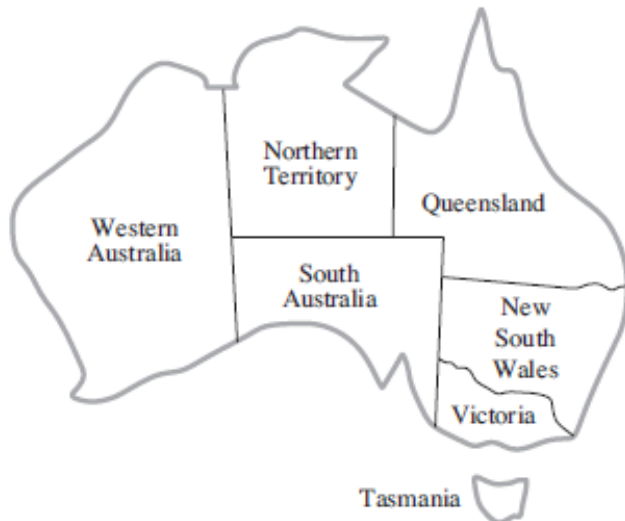 Northern
Territory
Western
Australia
Queensland
South
Australia
New
South
Wales
Victoria
Tasmania